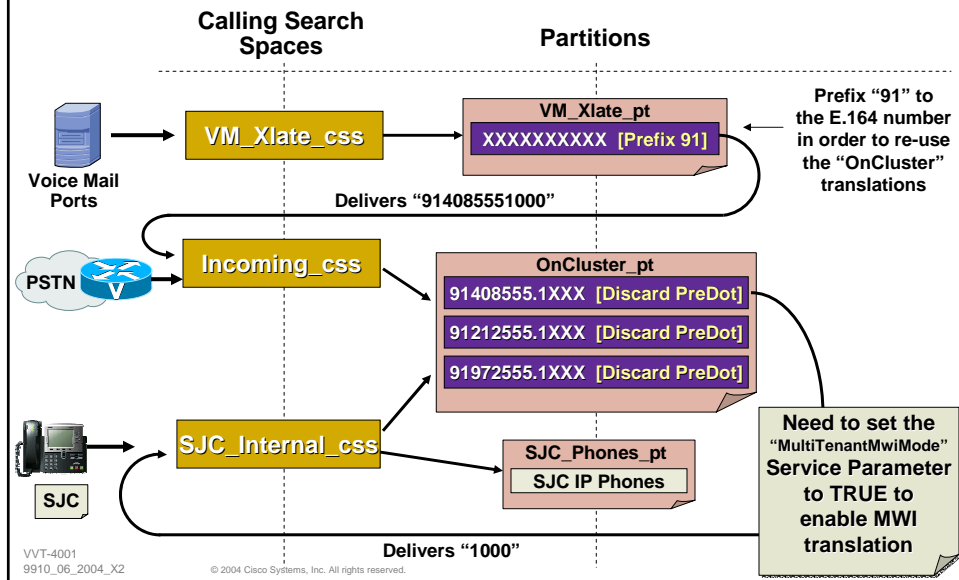 Calling Search
Spaces
Partitions
Voice Mail
Ports
VM_Xlate_css
VM_Xlate_pt
XXXXXXXXXX [Prefix 91]
Prefix “91” to
the E.164 number
in order to re-use
the “OnCluster”
translations
Delivers “914085551000”
PSTN
V
Incoming_css
OnCluster_pt
91408555.1XXX [Discard PreDot]
91212555.1XXX [Discard PreDot]
91972555.1XXX [Discard PreDot]
SJC
SJC_Internal_css
SJC_Phones_pt
SJC IP Phones
Need to set the
“MultiTenantMwiMode”
Service Parameter
to TRUE to
enable MWI
translation
Delivers “1000”
VVT-4001
9910_06_2004_X2
© 2004 Cisco Systems, Inc. All rights reserved.